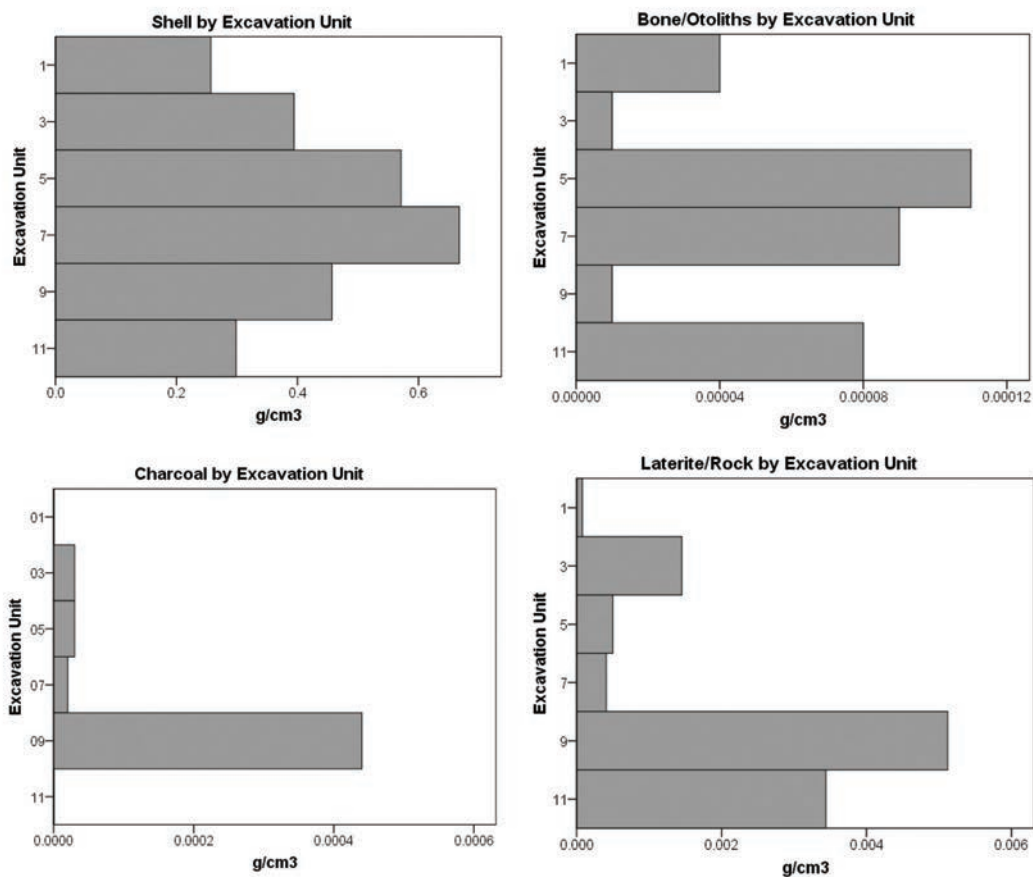 Shell by Excavation Unit
Excavation Unit
1
3
5
7
9
11
0.0 0.2 0.4 0.6
g/cm3
Bone/Otoliths by Excavation Unit
Excavation Unit
1
3
5
7
9
11
0.00000 0.00004 0.00008 0.00012
g/cm3
Charcoal by Excavation Unit
Excavation Unit
01
03
05
07
09
11
0.0000 0.0002 0.0004 0.0006
g/cm3
Laterite/Rock by Excavation Unit
Excavation Unit
1
3
5
7
9
11
0.000 0.002 0.004 0.006
g/cm3